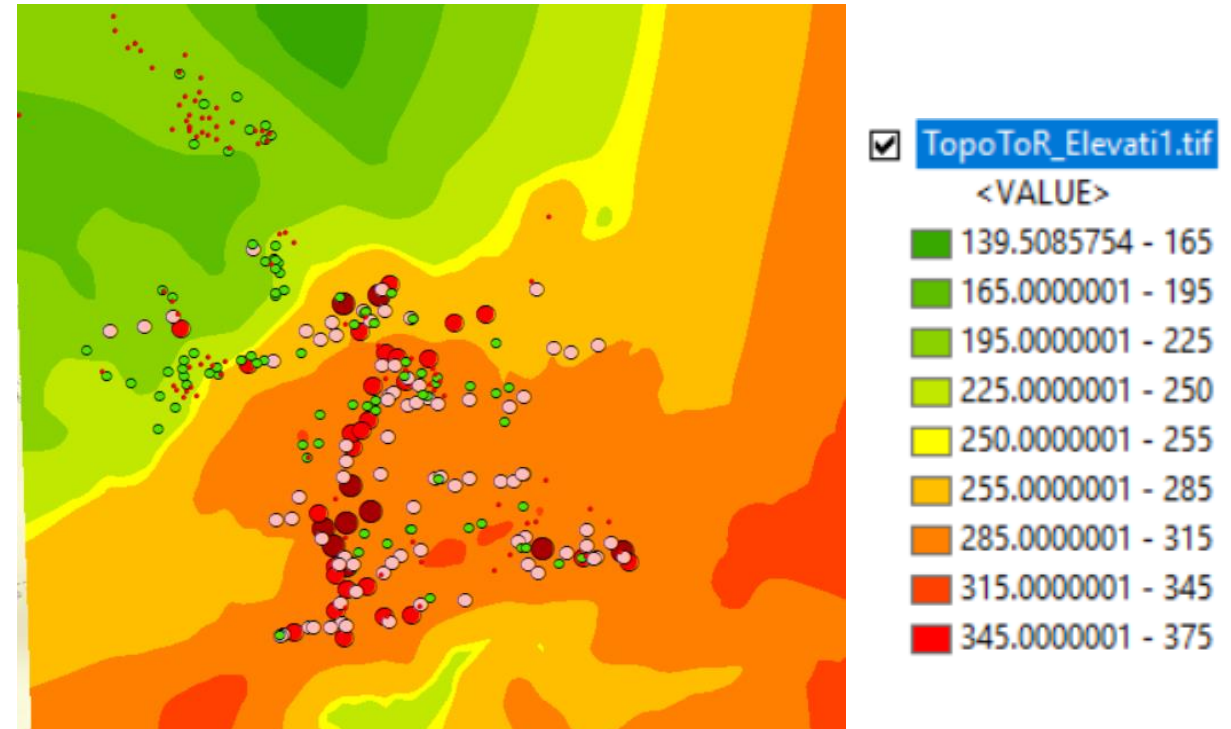 TopoToR_Elevati1.tif
<VALUE>
139.5085754 - 165
165.0000001 - 195
195.0000001 - 225
225.0000001 - 250
250.0000001 - 255
255.0000001 - 285
285.0000001 - 315
315.0000001 - 345
345.0000001 - 375